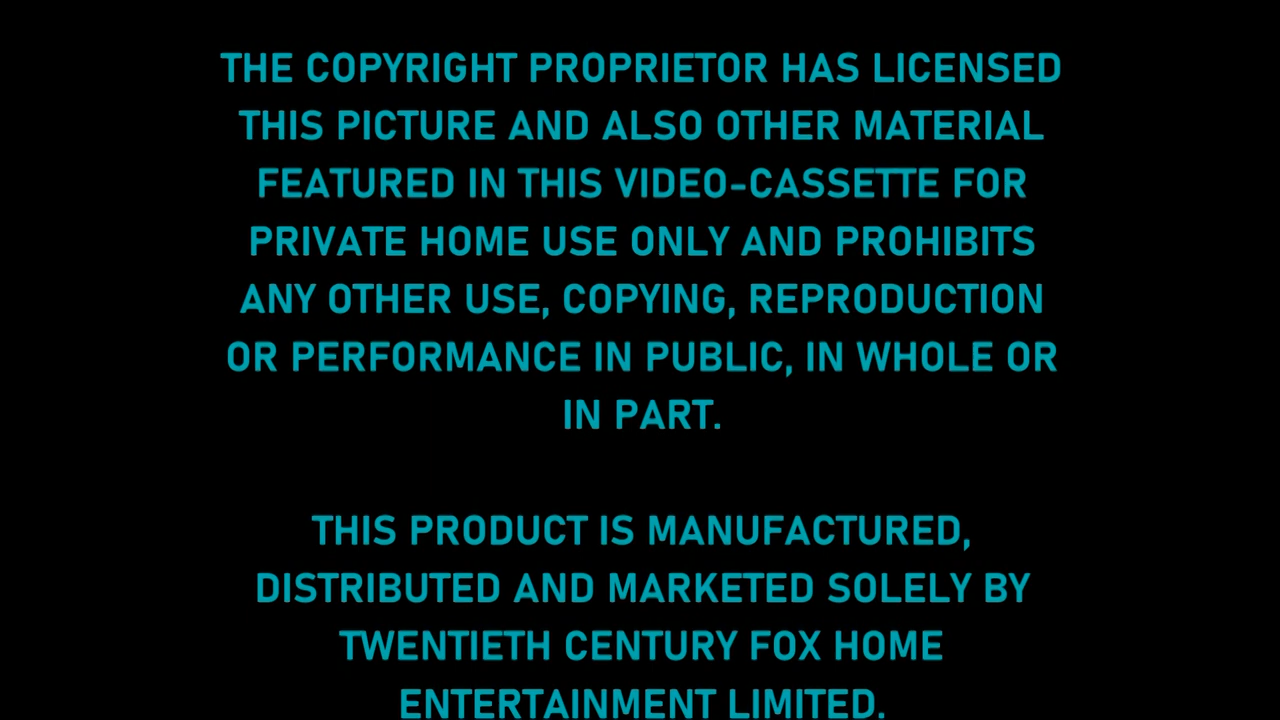 THE COPYRIGHT PROPRIETOR HAS LICENSED
THIS PICTURE AND ALSO OTHER MATERIAL
FEATURED IN THIS VIDEO-CASSETTE FOR
PRIVATE HOME USE ONLY AND PROHIBITS
ANY OTHER USE, COPYING, REPRODUCTION
OR PERFORMANCE IN PUBLIC, IN WHOLE OR
IN PART.
THIS PRODUCT IS MANUFACTURED,
DISTRIBUTED AND MARKETED SOLELY BY
TWENTIETH CENTURY FOX HOME
ENTERTAINMENT LIMITED.